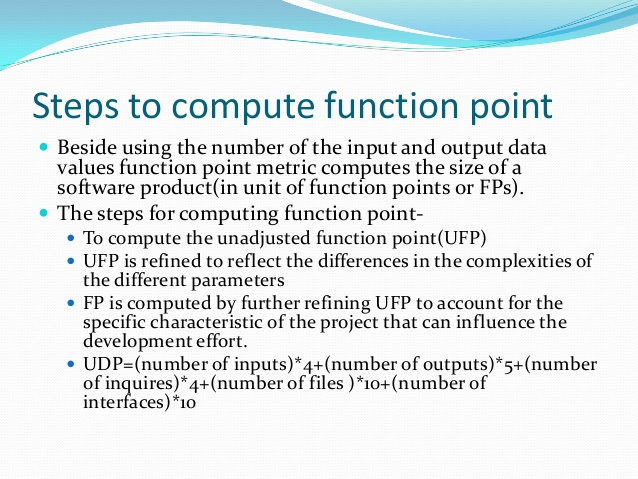 Steps to compute function point
Beside using the number of the input and output data
values function point metric computes the size of a
software product(in unit of function points or FPs).
The steps for computing function point-
To compute the unadjusted function point(UFP)
UFP is refined to reflect the differences in the complexities of
the different parameters
FP is computed by further refining UFP to account for the
specific characteristic of the project that can influence the
development effort.
UDP=(number of inputs)*4+(number of outputs)*5+(number
of inquires)*4+(number of files )*10+(number of
interfaces)*10